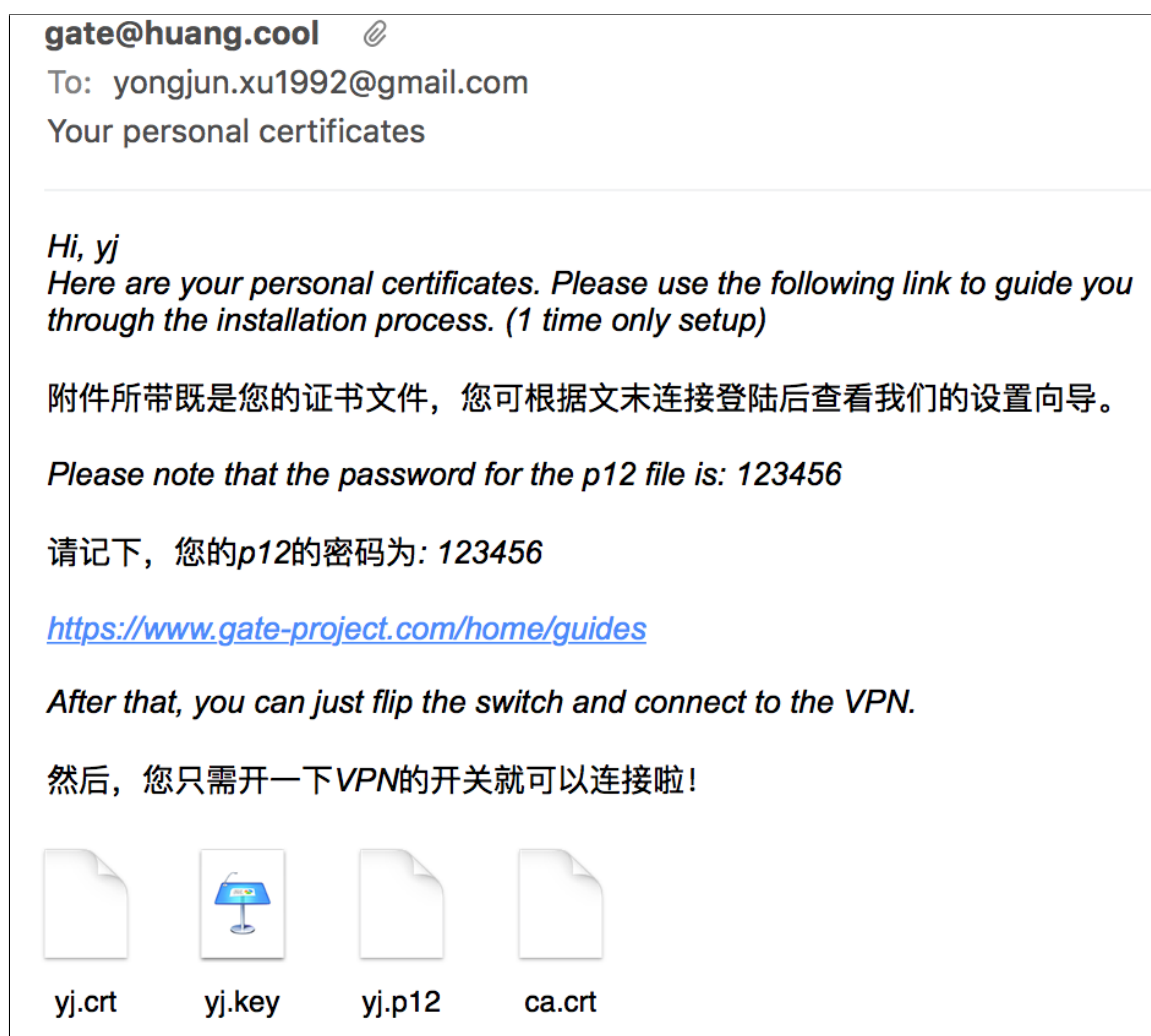 gate@huang.cool
To: yongjun.xu1992@gmail.com
Your personal certificates
Hi, yj
Here are your personal certificates. Please use the following link to guide you
through the installation process. (1 time only setup)
附件所带既是您的证书文件，您可根据文末连接登陆后查看我们的设置向导。
Please note that the password for the p12 file is: 123456
请记下，您的p12的密码为: 123456
https://www.gate-project.com/home/guides
After that, you can just flip the switch and connect to the VPN.
然后，您只需开一下VPN的开关就可以连接啦！
yj.crt yj.key yj.p12 ca.crt